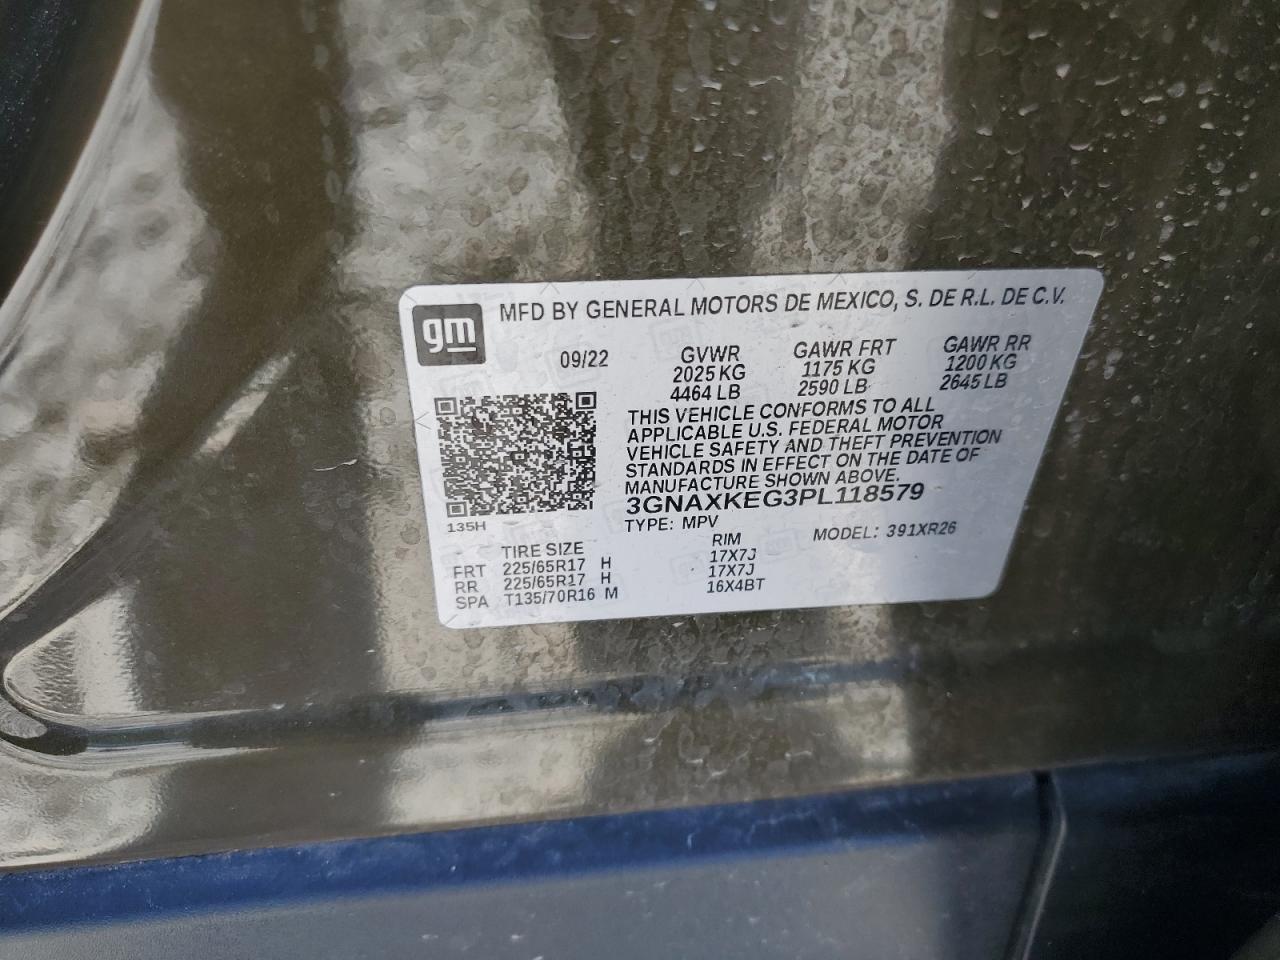 gm
MFD BY GENERAL MOTORS DE MEXICO, S. DE R.L. DE C.V.
09/22 GVWR GAWR FRT GAWR RR
2025 KG 1175 KG 1200 KG
4464 LB 2590 LB 2645 LB
THIS VEHICLE CONFORMS TO ALL
APPLICABLE U.S. FEDERAL MOTOR
VEHICLE SAFETY AND THEFT PREVENTION
STANDARDS IN EFFECT ON THE DATE OF
MANUFACTURE SHOWN ABOVE.
3GNAXKEG3PL118579
135H TYPE: MPV MODEL: 391XR26
TIRE SIZE RIM
FRT 225/65R17 H 17X7J
RR 225/65R17 H 17X7J
SPA T135/70R16 M 16X4BT